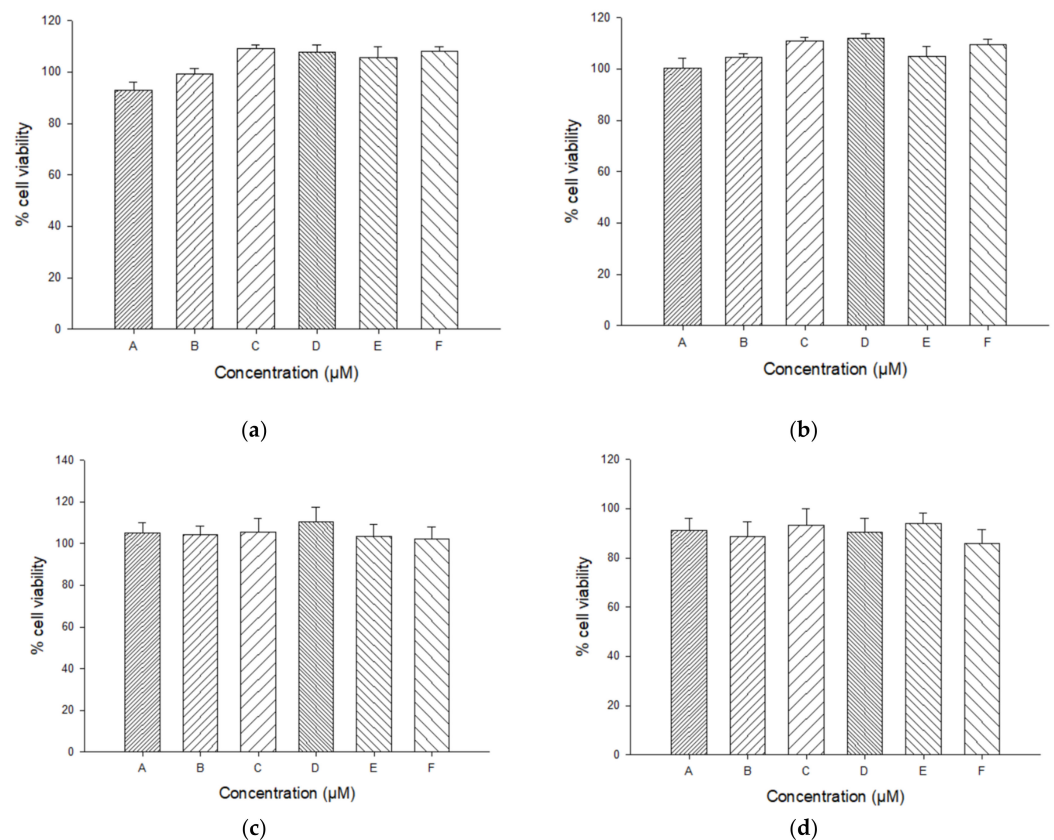 120
100
80
60
40
20
0
% cell viability
A B C D E F
Concentration (µM)
(a)
120
100
80
60
40
20
0
% cell viability
A B C D E F
Concentration (µM)
(b)
140
120
100
80
60
40
20
0
% cell viability
A B C D E F
Concentration (µM)
(c)
120
100
80
60
40
20
0
% cell viability
A B C D E F
Concentration (µM)
(d)